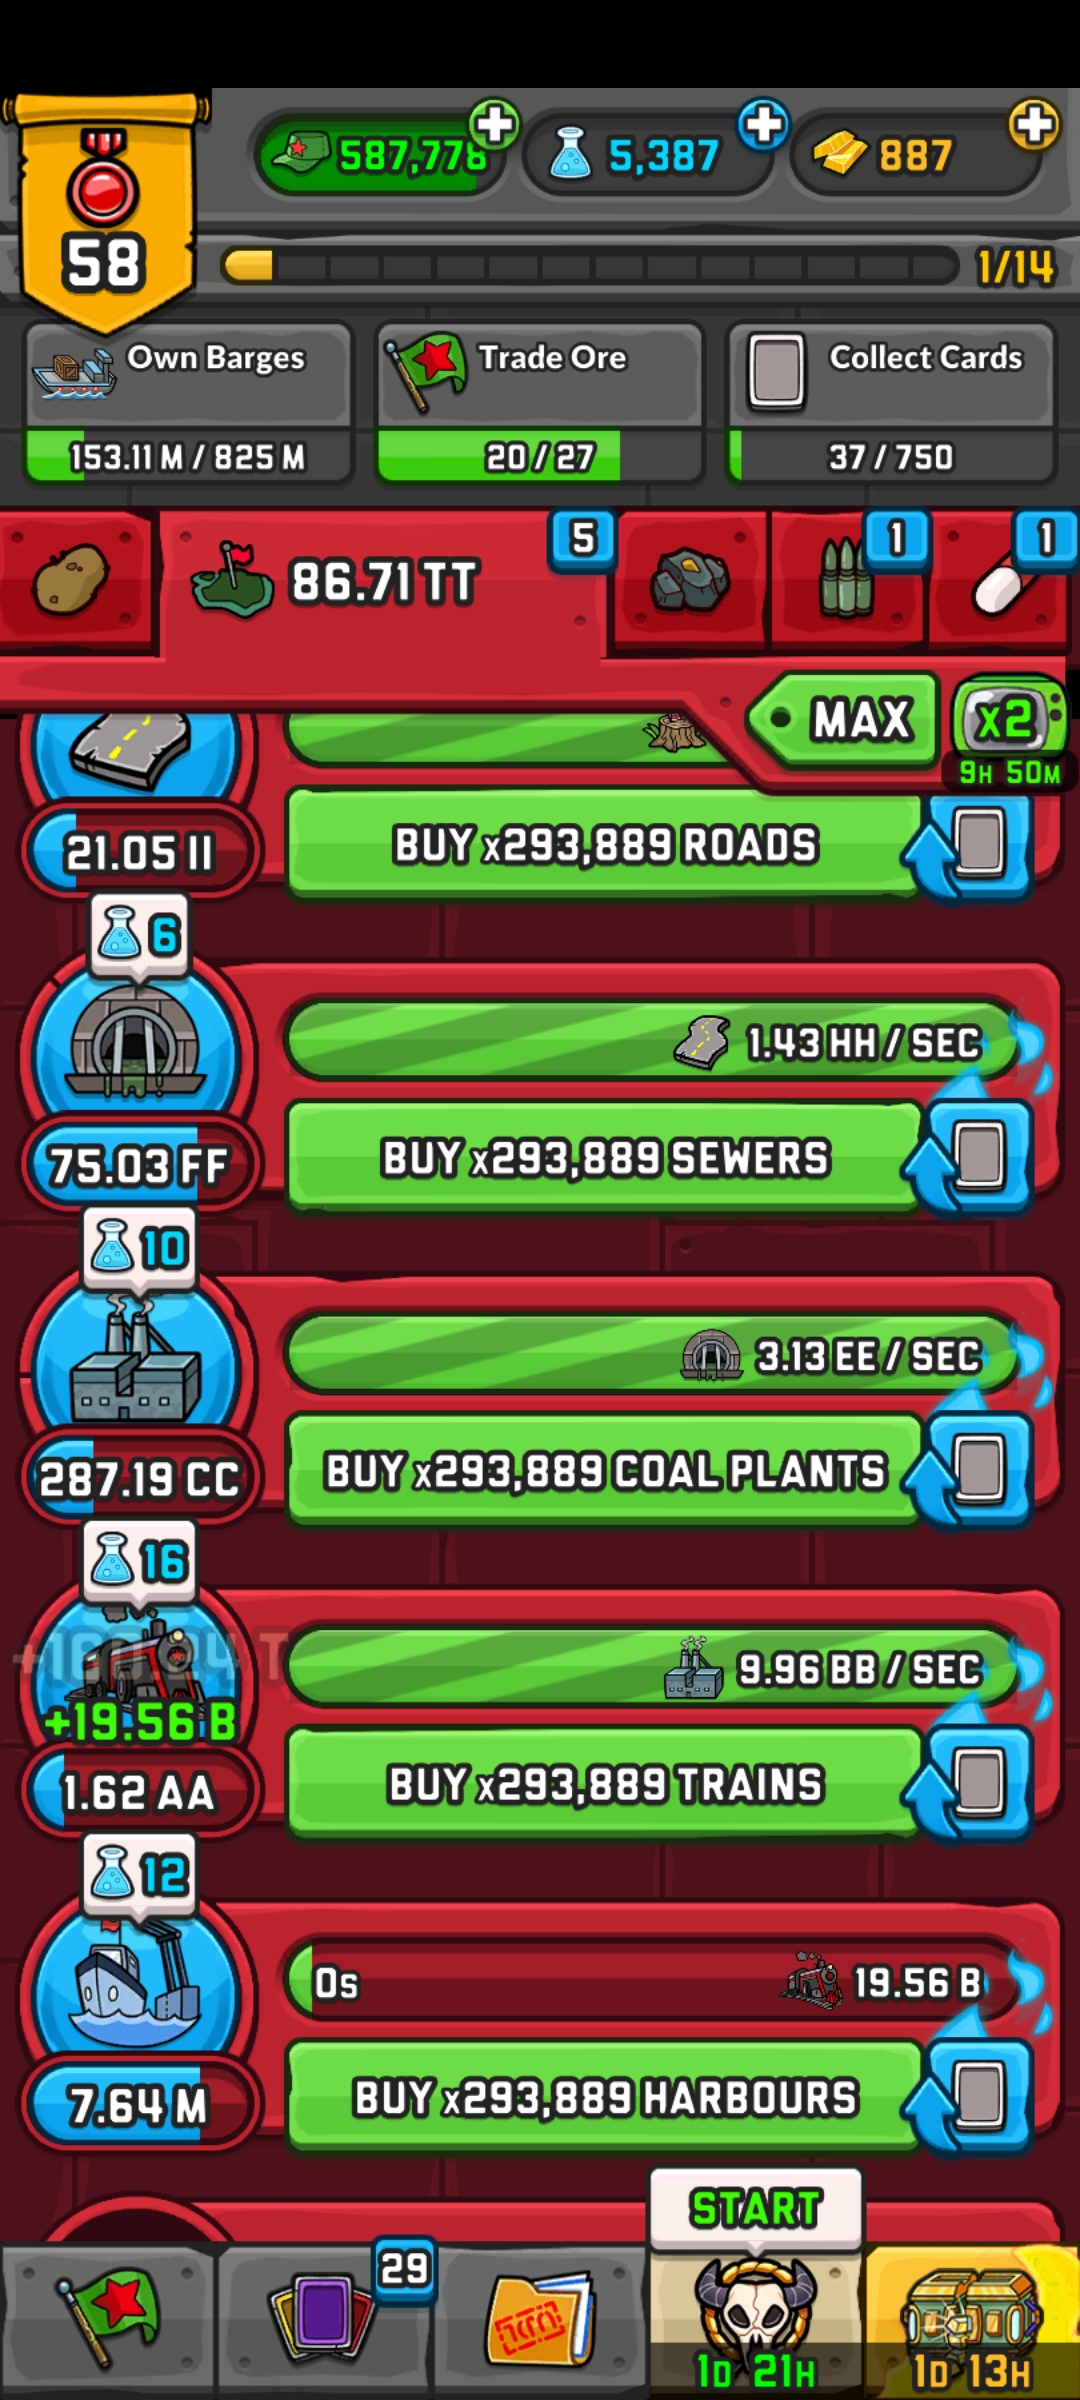 58
587,778
5,387
887
1/14
Own Barges
153.11 M / 825 M
Trade Ore
20 / 27
Collect Cards
37 / 750
86.71 TT
5
1
1
MAX
x2
9H 50M
21.05 II
BUY x293,889 ROADS
6
1.43 HH / SEC
75.03 FF
BUY x293,889 SEWERS
10
3.13 EE / SEC
287.19 CC
BUY x293,889 COAL PLANTS
16
9.96 BB / SEC
+19.56 B
1.62 AA
BUY x293,889 TRAINS
12
0s
19.56 B
7.64 M
BUY x293,889 HARBOURS
START
29
1D 21H
1D 13H